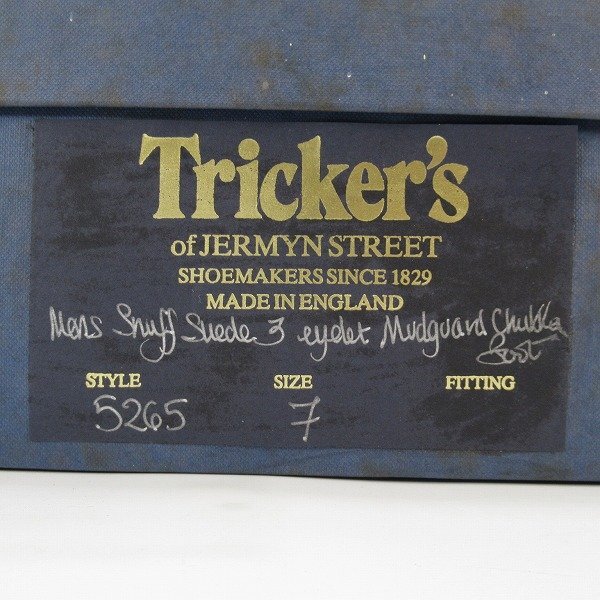 Tricker's
of JERMYN STREET
SHOEMAKERS SINCE 1829
MADE IN ENGLAND
Mens Snuff Suede 3 eyelet Mudguard Chukka
Boot
STYLE SIZE FITTING
5265 7